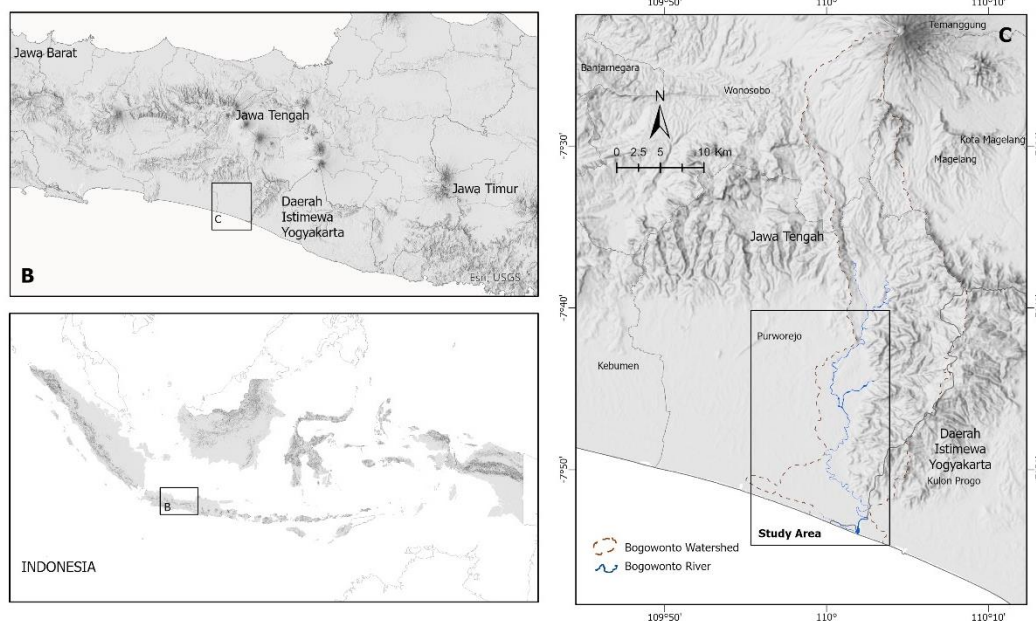 Jawa Barat
Jawa Tengah
Jawa Timur
Daerah
Istimewa
Yogyakarta
C
B
Esri, USGS
B
INDONESIA
109°50'
110°
110°10'
Temanggung
C
Banjarnegara
Wonosobo
N
0 2.5 5 10 Km
Kota Magelang
Magelang
-7°30'
Jawa Tengah
-7°40'
Purworejo
Kebumen
Daerah
Istimewa
Yogyakarta
Kulon Progo
-7°50'
Study Area
Bogowonto Watershed
Bogowonto River
109°50'
110°
110°10'